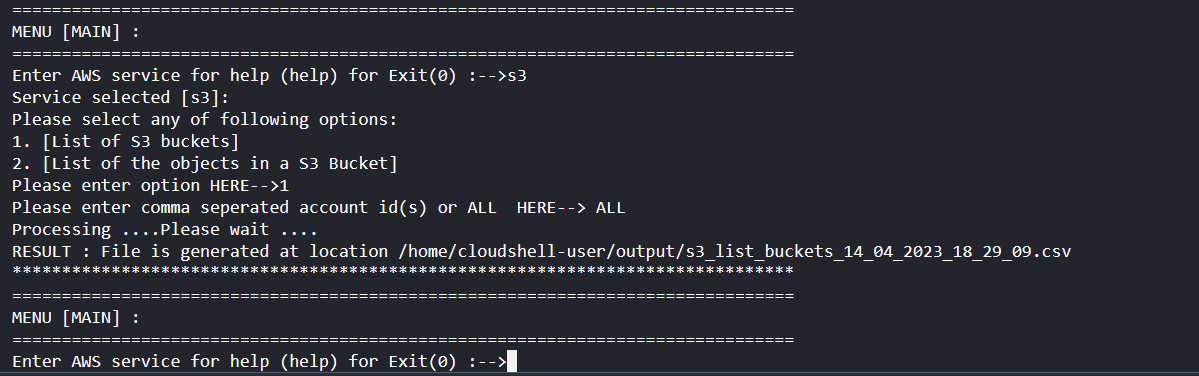 ================================================================================
MENU [MAIN] :
================================================================================
Enter AWS service for help (help) for Exit(0) :-->s3
Service selected [s3]:
Please select any of following options:
1. [List of S3 buckets]
2. [List of the objects in a S3 Bucket]
Please enter option HERE-->1
Please enter comma seperated account id(s) or ALL  HERE--> ALL
Processing ....Please wait ....
RESULT : File is generated at location /home/cloudshell-user/output/s3_list_buckets_14_04_2023_18_29_09.csv
********************************************************************************
================================================================================
MENU [MAIN] :
================================================================================
Enter AWS service for help (help) for Exit(0) :-->